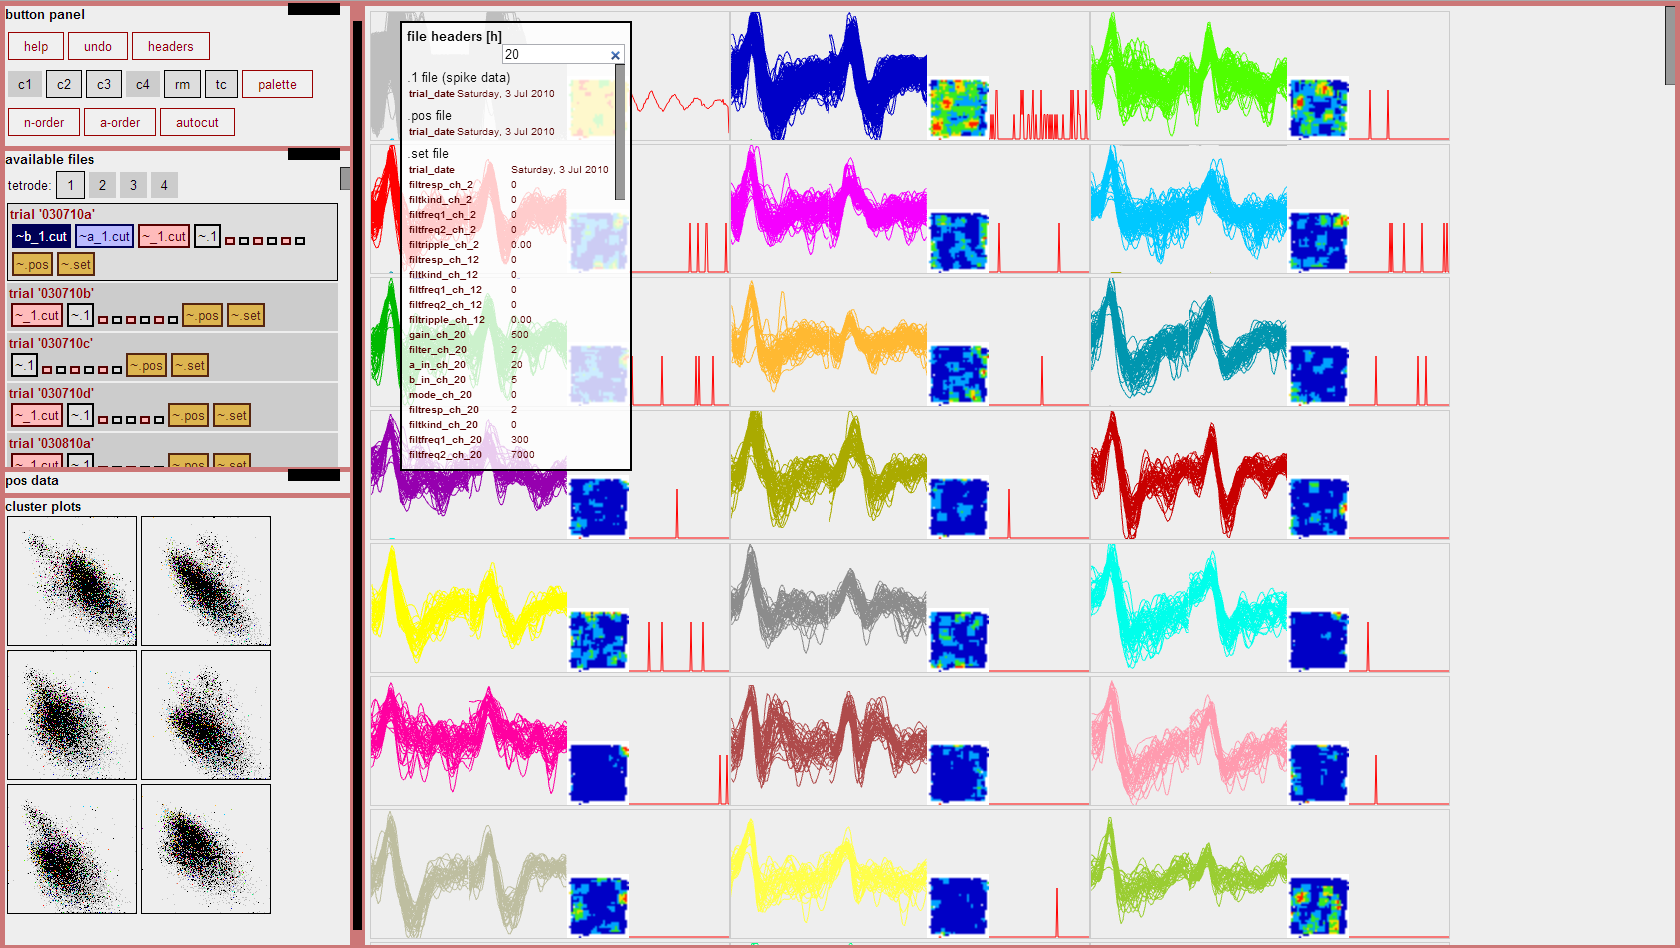 button panel
help undo headers
c1 c2 c3 c4 rm tc palette
n-order a-order autocut
available files
tetrode: 1 2 3 4
trial '030710a'
~b_1.cut ~a_1.cut ~_1.cut ~.1
~.pos ~.set
trial '030710b'
~_1.cut ~.1 ~.pos ~.set
trial '030710c'
~.1 ~.pos ~.set
trial '030710d'
~_1.cut ~.1 ~.pos ~.set
trial '030810a'
~_1.cut ~.1 ~.pos ~.set
pos data
cluster plots
file headers [h]
20
.1 file (spike data)
trial_date Saturday, 3 Jul 2010
.pos file
trial_date Saturday, 3 Jul 2010
.set file
trial_date Saturday, 3 Jul 2010
filtresp_ch_2 0
filtkind_ch_2 0
filtfreq1_ch_2 0
filtfreq2_ch_2 0
filtripple_ch_2 0.00
filtresp_ch_12 0
filtkind_ch_12 0
filtfreq1_ch_12 0
filtfreq2_ch_12 0
filtripple_ch_12 0.00
gain_ch_20 500
filter_ch_20 2
a_in_ch_20 20
b_in_ch_20 5
mode_ch_20 0
filtresp_ch_20 2
filtkind_ch_20 0
filtfreq1_ch_20 300
filtfreq2_ch_20 7000